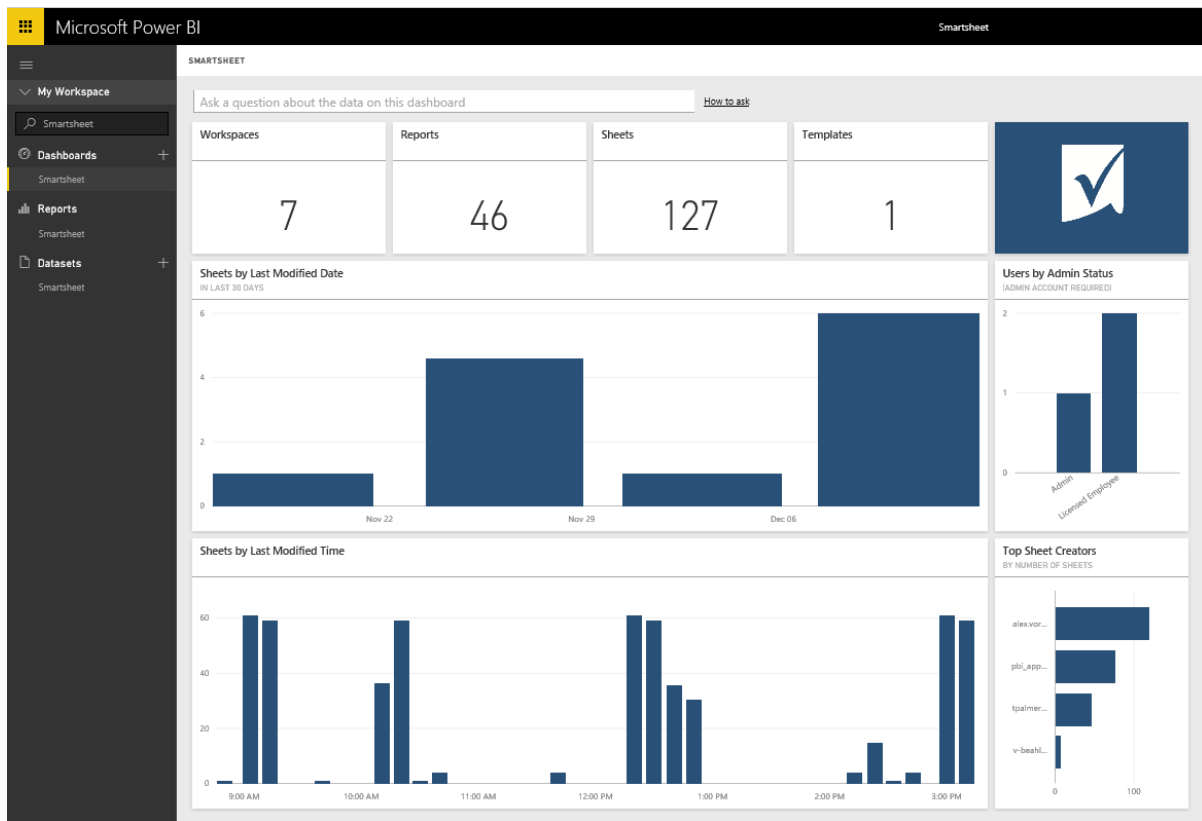 Microsoft Power BI
Smartsheet
SMARTSHEET
My Workspace
Smartsheet
Dashboards
Smartsheet
Reports
Smartsheet
Datasets
Smartsheet
Ask a question about the data on this dashboard
How to ask
Workspaces
7
Reports
46
Sheets
127
Templates
1
Sheets by Last Modified Date
IN LAST 30 DAYS
6
4
2
0
Nov 22 Nov 29 Dec 06
Users by Admin Status
(ADMIN ACCOUNT REQUIRED)
2
1
0
Admin
Licensed Employee
Sheets by Last Modified Time
60
40
20
0
9:00 AM 10:00 AM 11:00 AM 12:00 PM 1:00 PM 2:00 PM 3:00 PM
Top Sheet Creators
BY NUMBER OF SHEETS
alex.vor...
pbi_app...
tpalmer...
v-beahl...
0 100